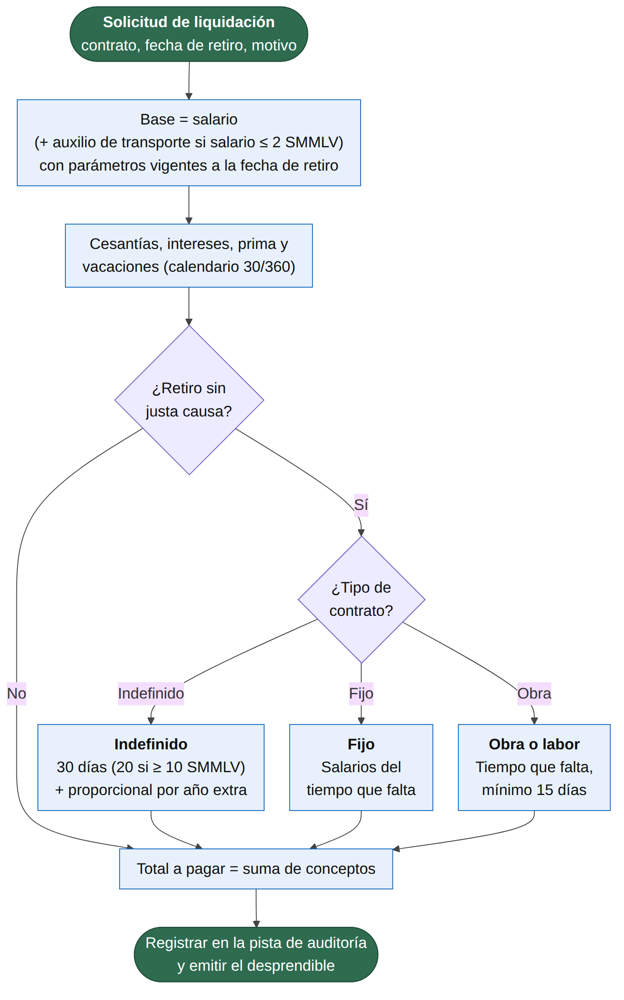 Solicitud de liquidación
contrato, fecha de retiro, motivo
Base = salario
(+ auxilio de transporte si salario ≤ 2 SMMLV)
con parámetros vigentes a la fecha de retiro
Cesantías, intereses, prima y
vacaciones (calendario 30/360)
¿Retiro sin
justa causa?
Sí
¿Tipo de
contrato?
No
Indefinido
Fijo
Obra
Indefinido
30 días (20 si ≥ 10 SMMLV)
+ proporcional por año extra
Fijo
Salarios del
tiempo que falta
Obra o labor
Tiempo que falta,
mínimo 15 días
Total a pagar = suma de conceptos
Registrar en la pista de auditoría
y emitir el desprendible